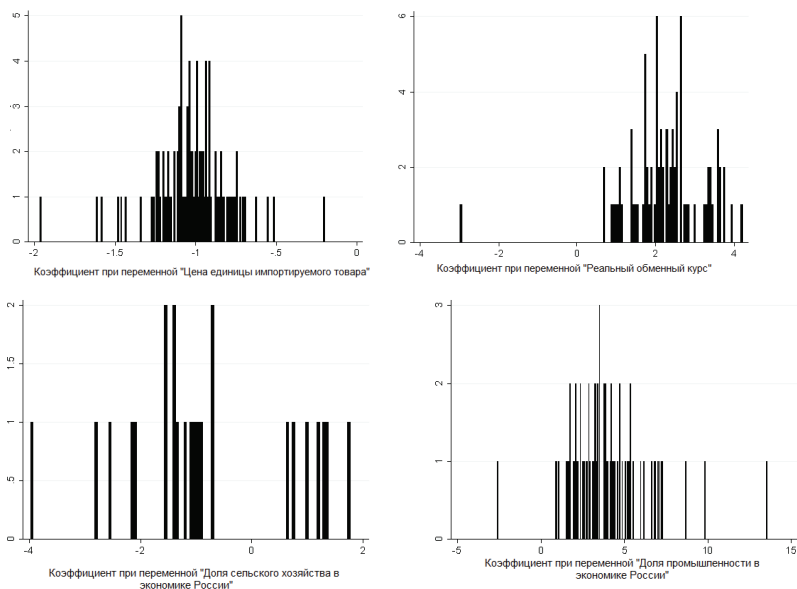 5
4
3
2
1
0
-2 -1.5 -1 -.5 0
Коэффициент при переменной "Цена единицы импортируемого товара"
6
4
2
0
-4 -2 0 2 4
Коэффициент при переменной "Реальный обменный курс"
2
1.5
1
.5
0
-4 -2 0 2
Коэффициент при переменной "Доля сельского хозяйства в
экономике России"
3
2
1
0
-5 0 5 10 15
Коэффициент при переменной "Доля промышленности в
экономике России"